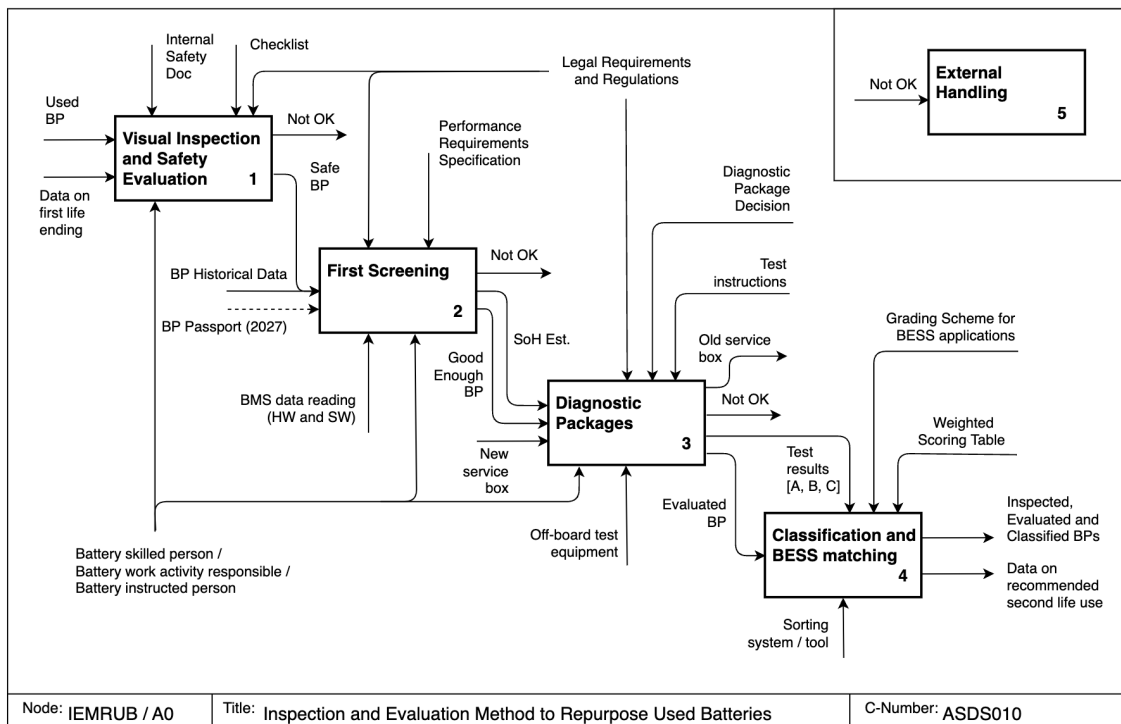 Internal
Safety
Doc
Checklist
Legal Requirements
and Regulations
Used
BP
Not OK
Visual Inspection
and Safety
Evaluation
1
Data on
first life
ending
Safe
BP
Performance
Requirements
Specification
Not OK
External
Handling
5
Diagnostic
Package
Decision
BP Historical Data
BP Passport (2027)
First Screening
2
Not OK
SoH Est.
Good
Enough
BP
BMS data reading
(HW and SW)
Test
instructions
Old service
box
Grading Scheme for
BESS applications
Diagnostic
Packages
3
Not OK
New
service
box
Test
results
[A, B, C]
Weighted
Scoring Table
Evaluated
BP
Off-board test
equipment
Classification and
BESS matching
4
Inspected,
Evaluated and
Classified BPs
Data on
recommended
second life use
Battery skilled person /
Battery work activity responsible /
Battery instructed person
Sorting
system / tool
Node: IEMRUB / A0
Title: Inspection and Evaluation Method to Repurpose Used Batteries
C-Number: ASDS010